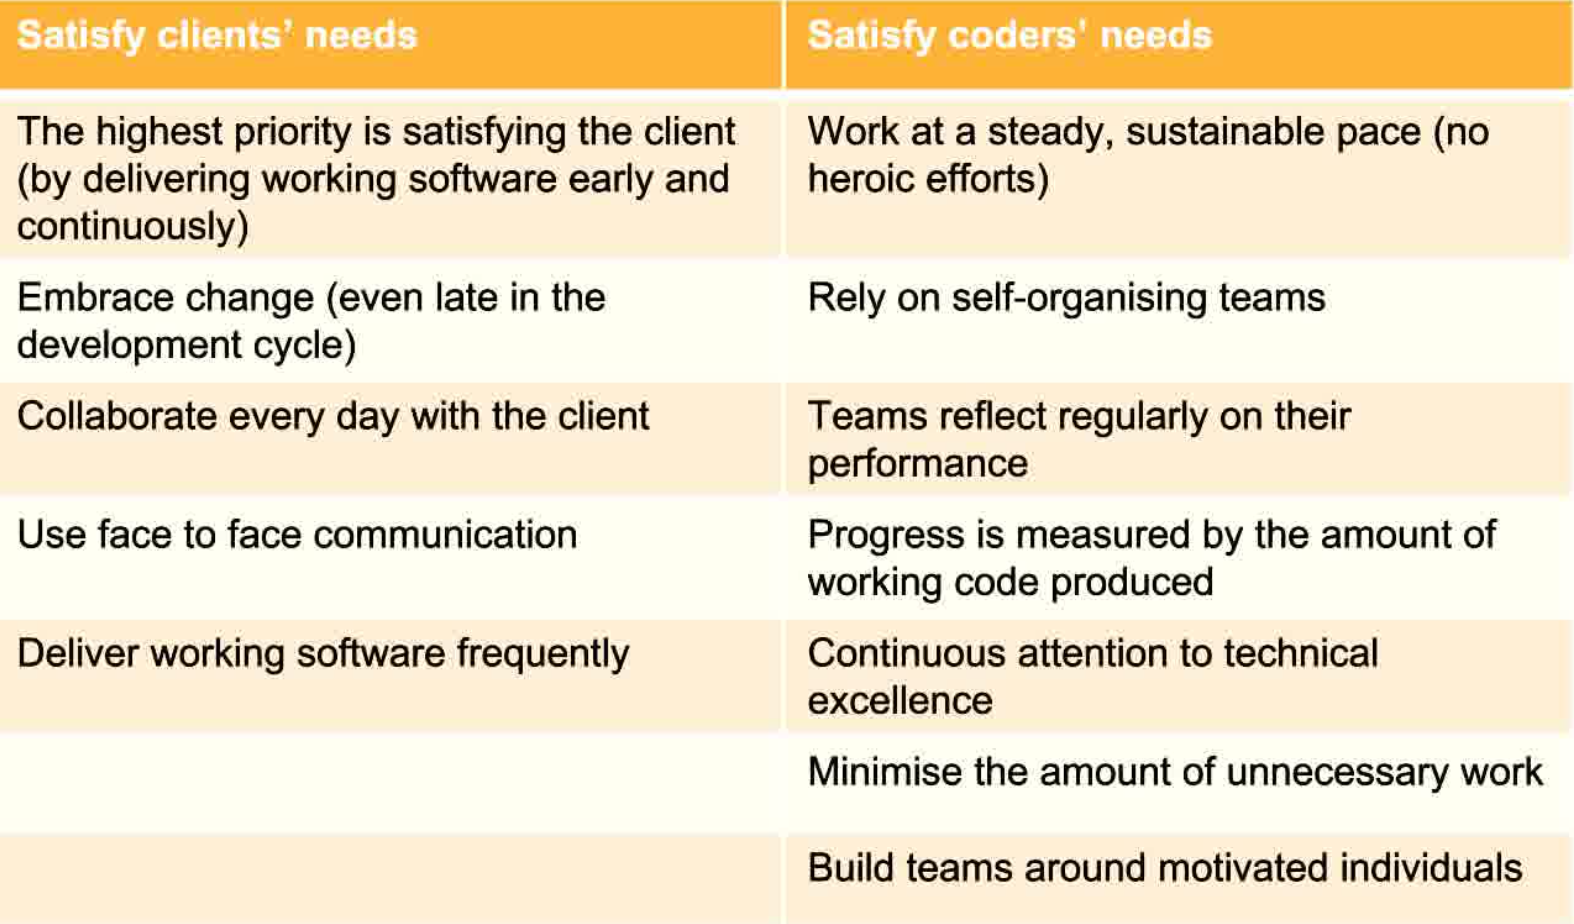 Satisfy clients’ needs
Satisfy coders' needs
The highest priority is satisfying the client
(by delivering working software early and
continuously)
Work at a steady, sustainable pace (no
heroic efforts)
Embrace change (even late in the
development cycle)
Rely on self-organising teams
Collaborate every day with the client
Teams reflect regularly on their
performance
Use face to face communication
Progress is measured by the amount of
working code produced
Deliver working software frequently
Continuous attention to technical
excellence
Minimise the amount of unnecessary work
Build teams around motivated individuals